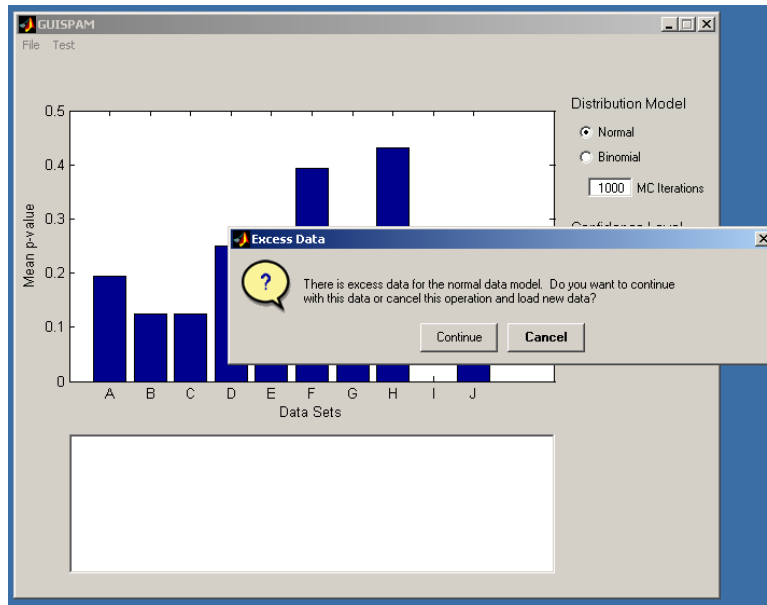 GUISPAM
File Test
Distribution Model
Normal
Binomial
1000 MC Iterations
0.5
0.4
0.3
0.2
0.1
0
Mean p-value
A B C D E F G H I J
Data Sets
Excess Data
?
There is excess data for the normal data model. Do you want to continue
with this data or cancel this operation and load new data?
Continue Cancel